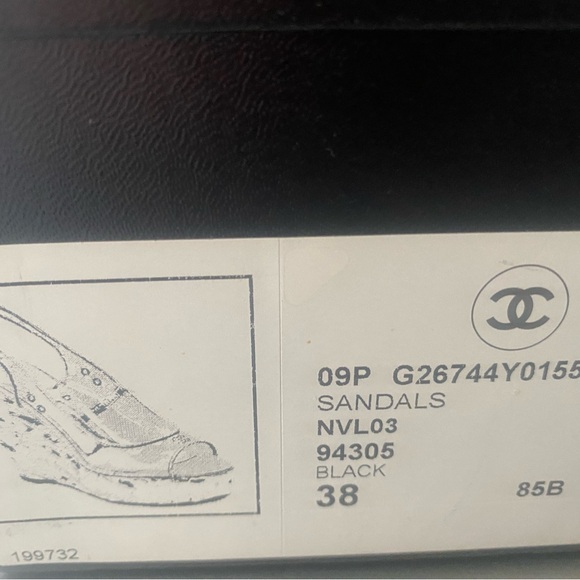 09P G26744Y0155
SANDALS
NVL03
94305
BLACK
38 85B
199732